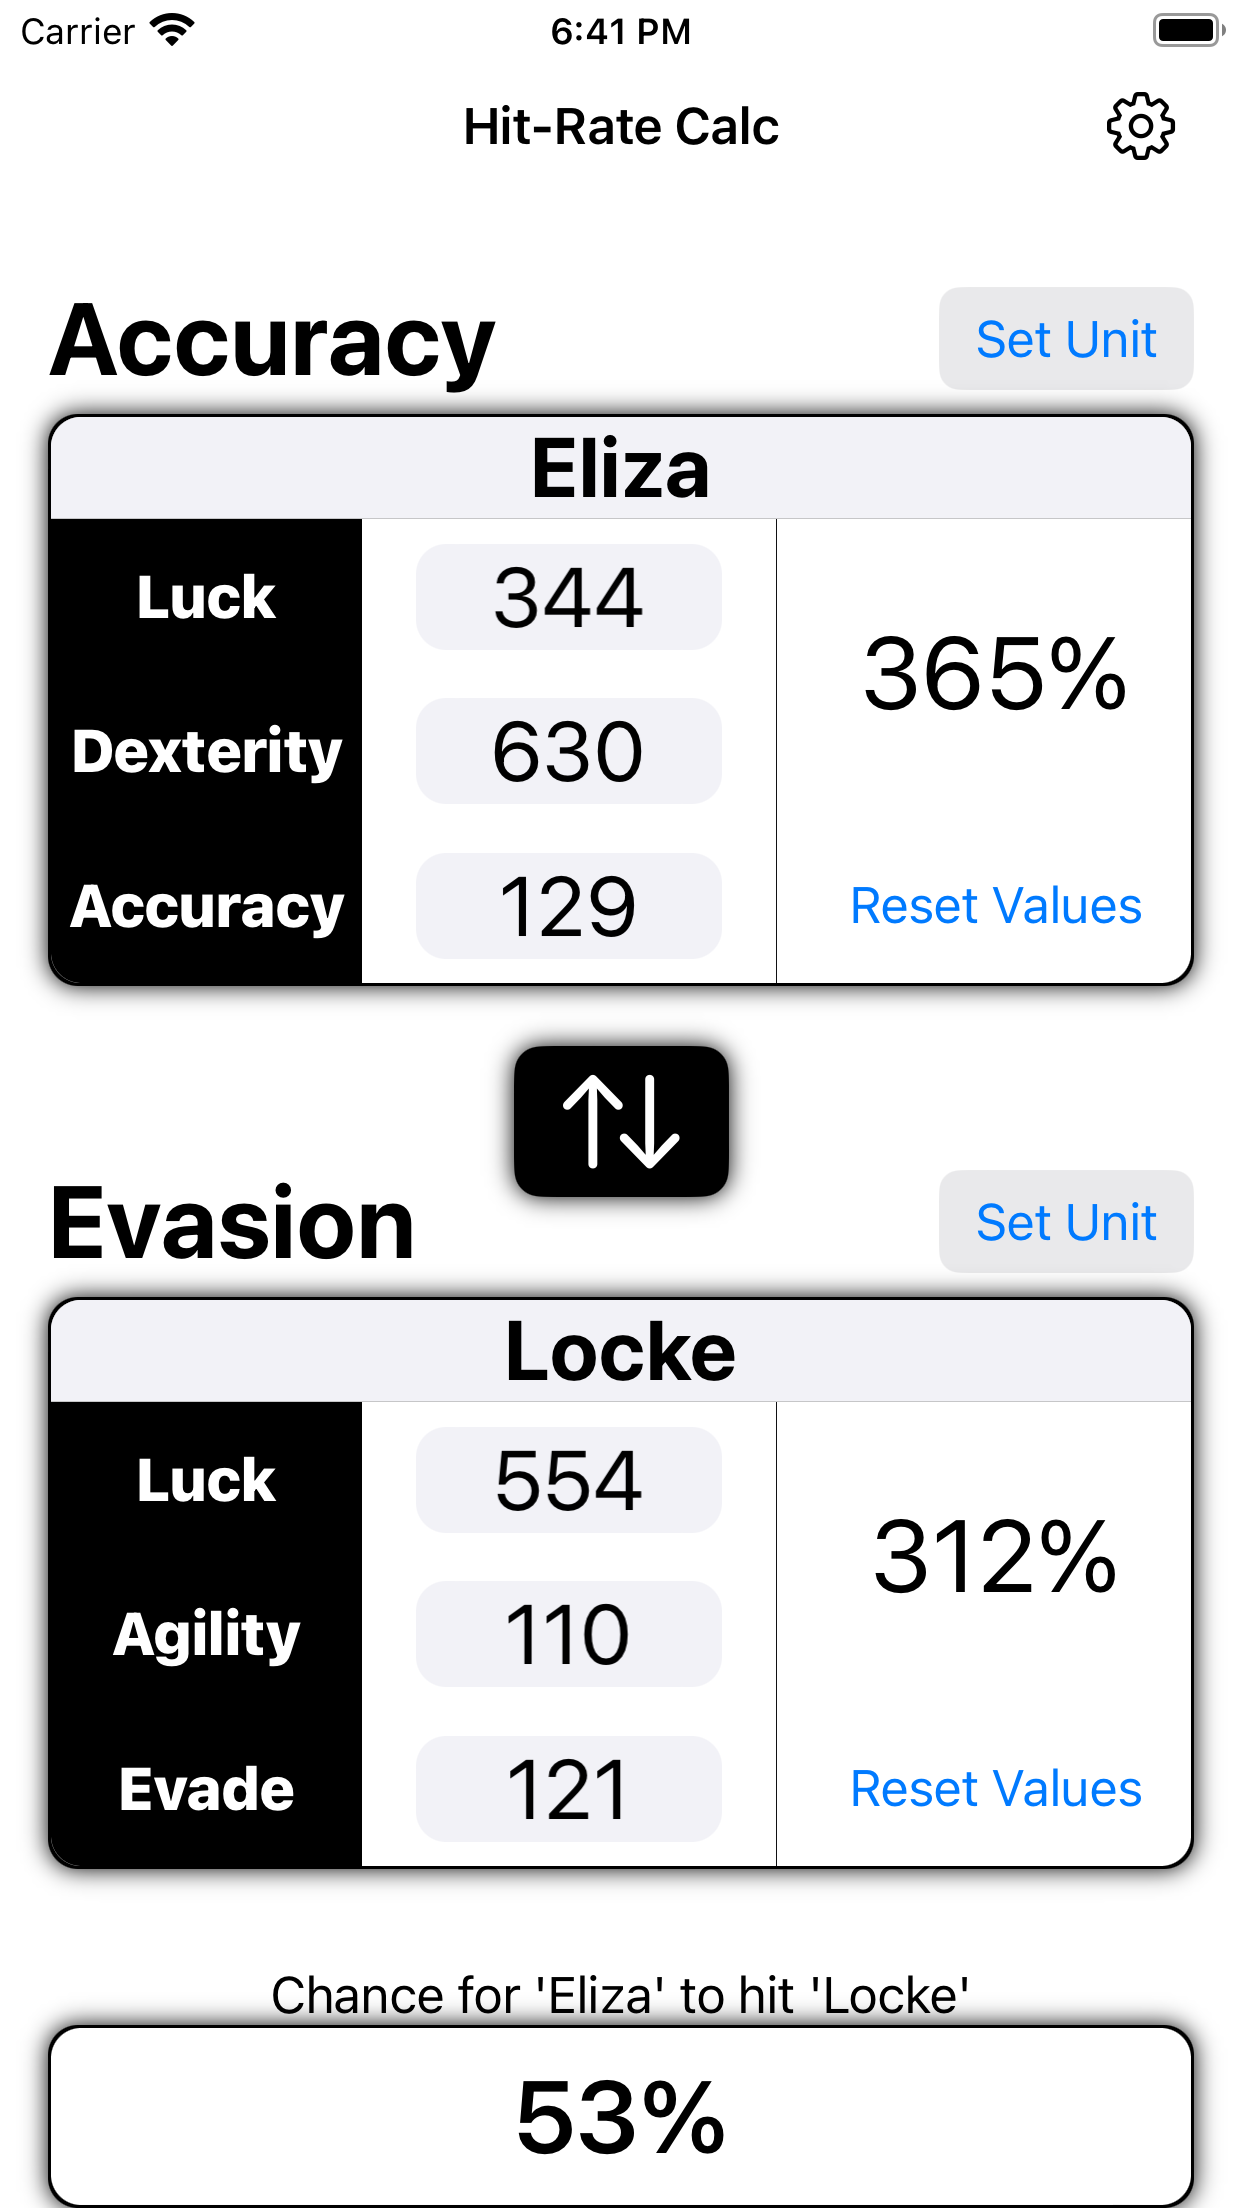 Carrier 6:41 PM
Hit-Rate Calc
Accuracy Set Unit
Eliza
Luck 344
365%
Dexterity 630
Accuracy 129 Reset Values
Evasion Set Unit
Locke
Luck 554
312%
Agility 110
Evade 121 Reset Values
Chance for 'Eliza' to hit 'Locke'
53%